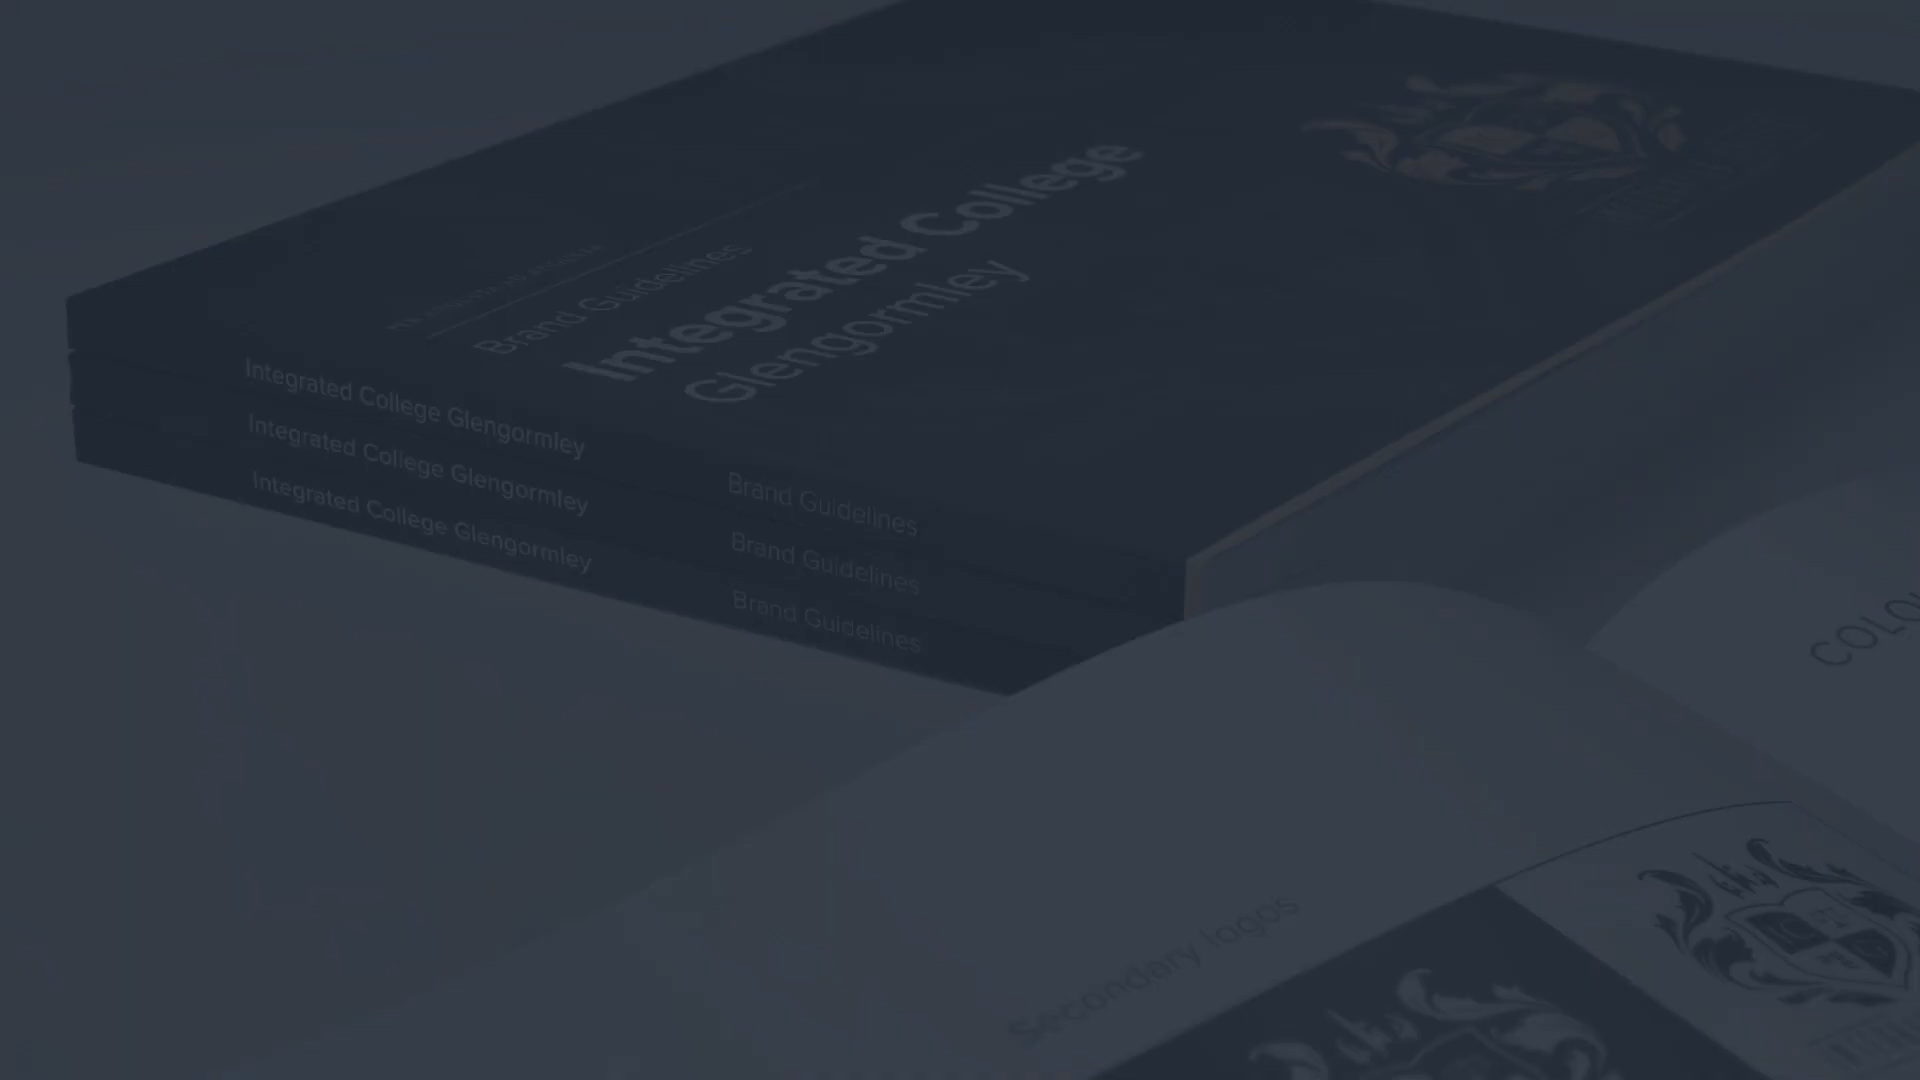 Brand Guidelines
Integrated College
Glengormley
Integrated College Glengormley
Brand Guidelines
Integrated College Glengormley
Brand Guidelines
Integrated College Glengormley
Brand Guidelines
Secondary logos